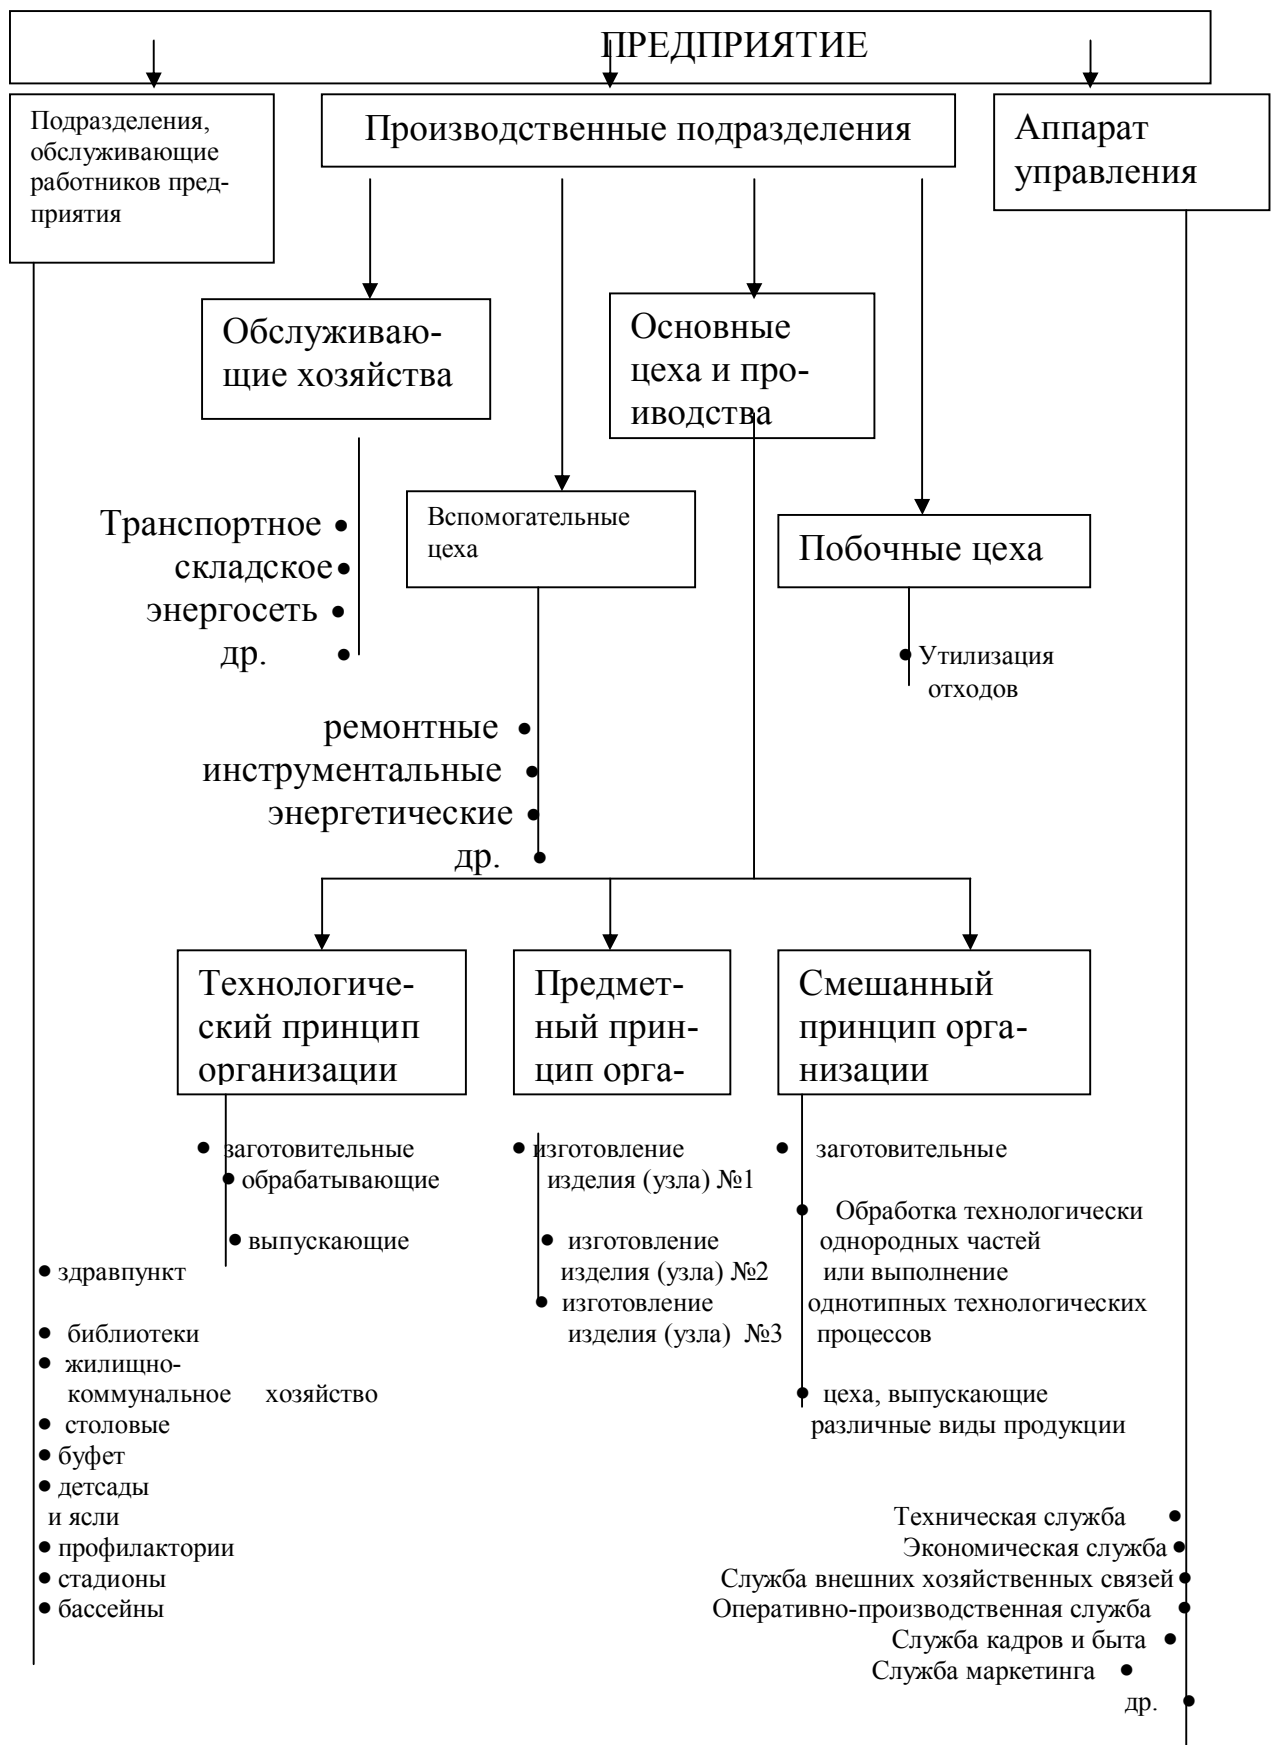 ПРЕДПРИЯТИЕ
Подразделения,
обслуживающие
работников пред-
приятия
Производственные подразделения
Аппарат
управления
Обслуживаю-
щие хозяйства
Основные
цеха и про-
иводства
Транспортное
складское
энергосеть
др.
Вспомогательные
цеха
Побочные цеха
Утилизация
отходов
ремонтные
инструментальные
энергетические
др.
Технологиче-
ский принцип
организации
Предмет-
ный прин-
цип орга-
Смешанный
принцип орга-
низации
• заготовительные
• обрабатывающие
• выпускающие
• изготовление
изделия (узла) №1
• изготовление
изделия (узла) №2
• изготовление
изделия (узла) №3
• заготовительные
• Обработка технологически
однородных частей
или выполнение
однотипных технологических
процессов
• цеха, выпускающие
различные виды продукции
• здравпункт
• библиотеки
• жилищно-
коммунальное хозяйство
• столовые
• буфет
• детсады
и ясли
• профилактории
• стадионы
• бассейны
Техническая служба •
Экономическая служба •
Служба внешних хозяйственных связей •
Оперативно-производственная служба •
Служба кадров и быта •
Служба маркетинга •
др. •